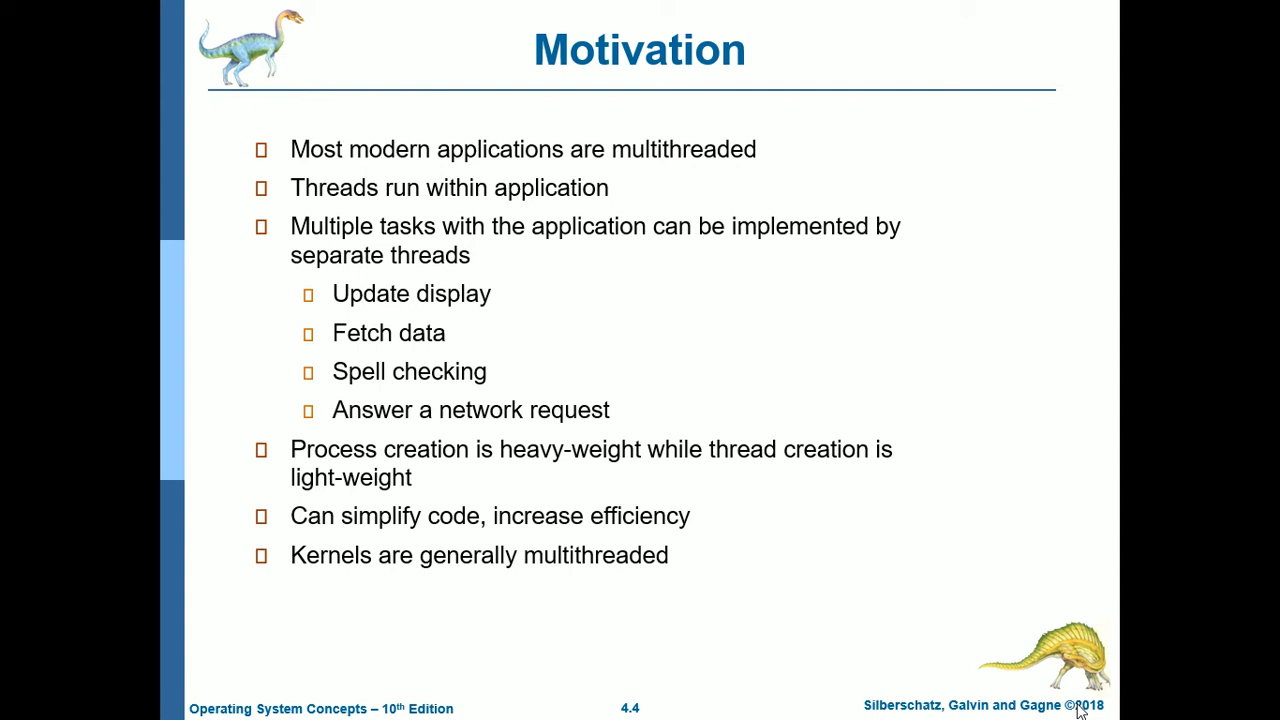 Motivation
Most modern applications are multithreaded
Threads run within application
Multiple tasks with the application can be implemented by
separate threads
Update display
Fetch data
Spell checking
Answer a network request
Process creation is heavy-weight while thread creation is
light-weight
Can simplify code, increase efficiency
Kernels are generally multithreaded
Operating System Concepts – 10th Edition
4.4
Silberschatz, Galvin and Gagne ©2018